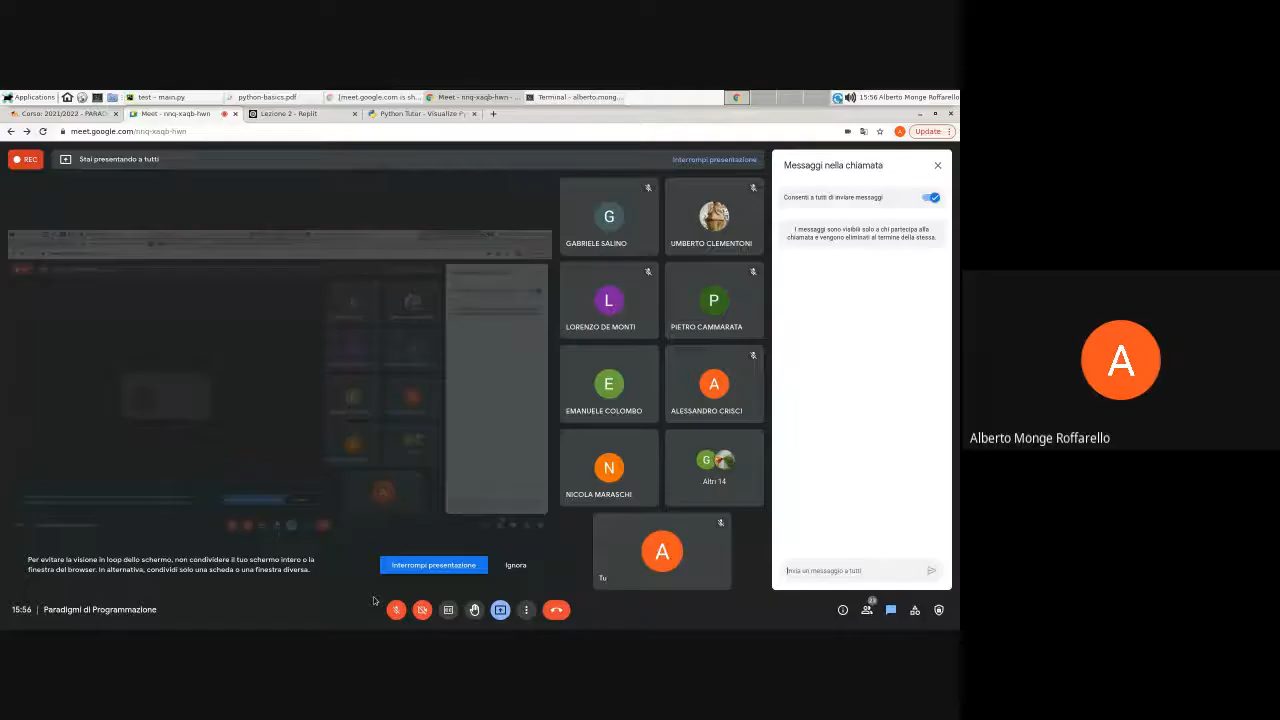 Applications
test - main.py
python-basics.pdf
[meet.google.com is sh...
Meet - nnq-xaqb-hwn - ...
Terminal - alberto.mong...
15:56 Alberto Monge Roffarello
Corso: 2021/2022 - PARAD
Meet - nnq-xaqb-hwn
Lezione 2 - Replit
Python Tutor - Visualize Py
meet.google.com/nnq-xaqb-hwn
Update
REC
Stai presentando a tutti
Interrompi presentazione
Messaggi nella chiamata
Consenti a tutti di inviare messaggi
I messaggi sono visibili solo a chi partecipa alla
chiamata e vengono eliminati al termine della stessa.
G
GABRIELE SALINO
UMBERTO CLEMENTONI
L
LORENZO DE MONTI
P
PIETRO CAMMARATA
E
EMANUELE COLOMBO
A
ALESSANDRO CRISCI
N
NICOLA MARASCHI
G
Altri 14
A
Tu
A
Alberto Monge Roffarello
Per evitare la visione in loop dello schermo, non condividere il tuo schermo intero o la
finestra del browser. In alternativa, condividi solo una scheda o una finestra diversa.
Interrompi presentazione
Ignora
Invia un messaggio a tutti
15:56 | Paradigmi di Programmazione
23